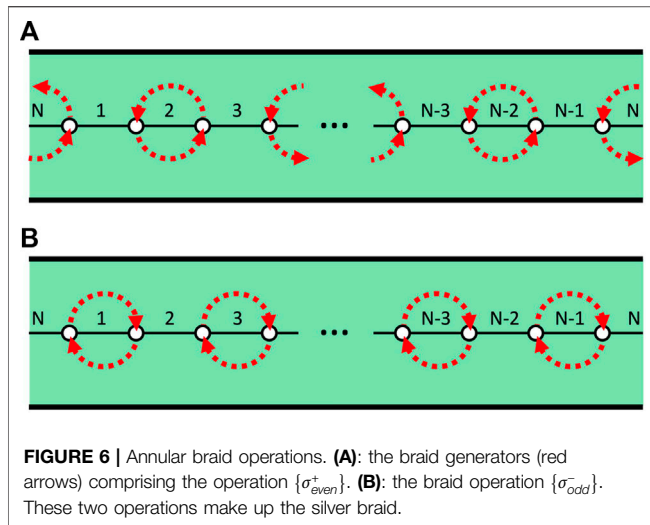 A
N 1 2 3 ... N-3 N-2 N-1 N
B
N 1 2 3 ... N-3 N-2 N-1 N
FIGURE 6 | Annular braid operations. (A): the braid generators (red
arrows) comprising the operation {σ⁺even}. (B): the braid operation {σ⁻odd}.
These two operations make up the silver braid.